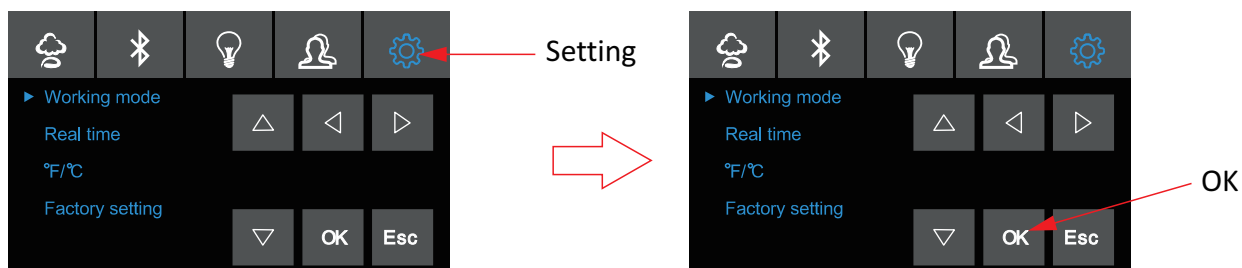 Setting
Working mode
Real time
°F/°C
Factory setting
OK
Esc
Working mode
Real time
°F/°C
Factory setting
OK
Esc
OK